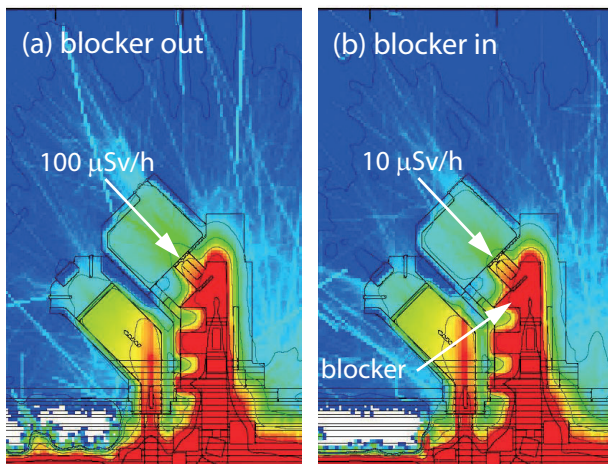 (a) blocker out
100 μSv/h
(b) blocker in
10 μSv/h
blocker